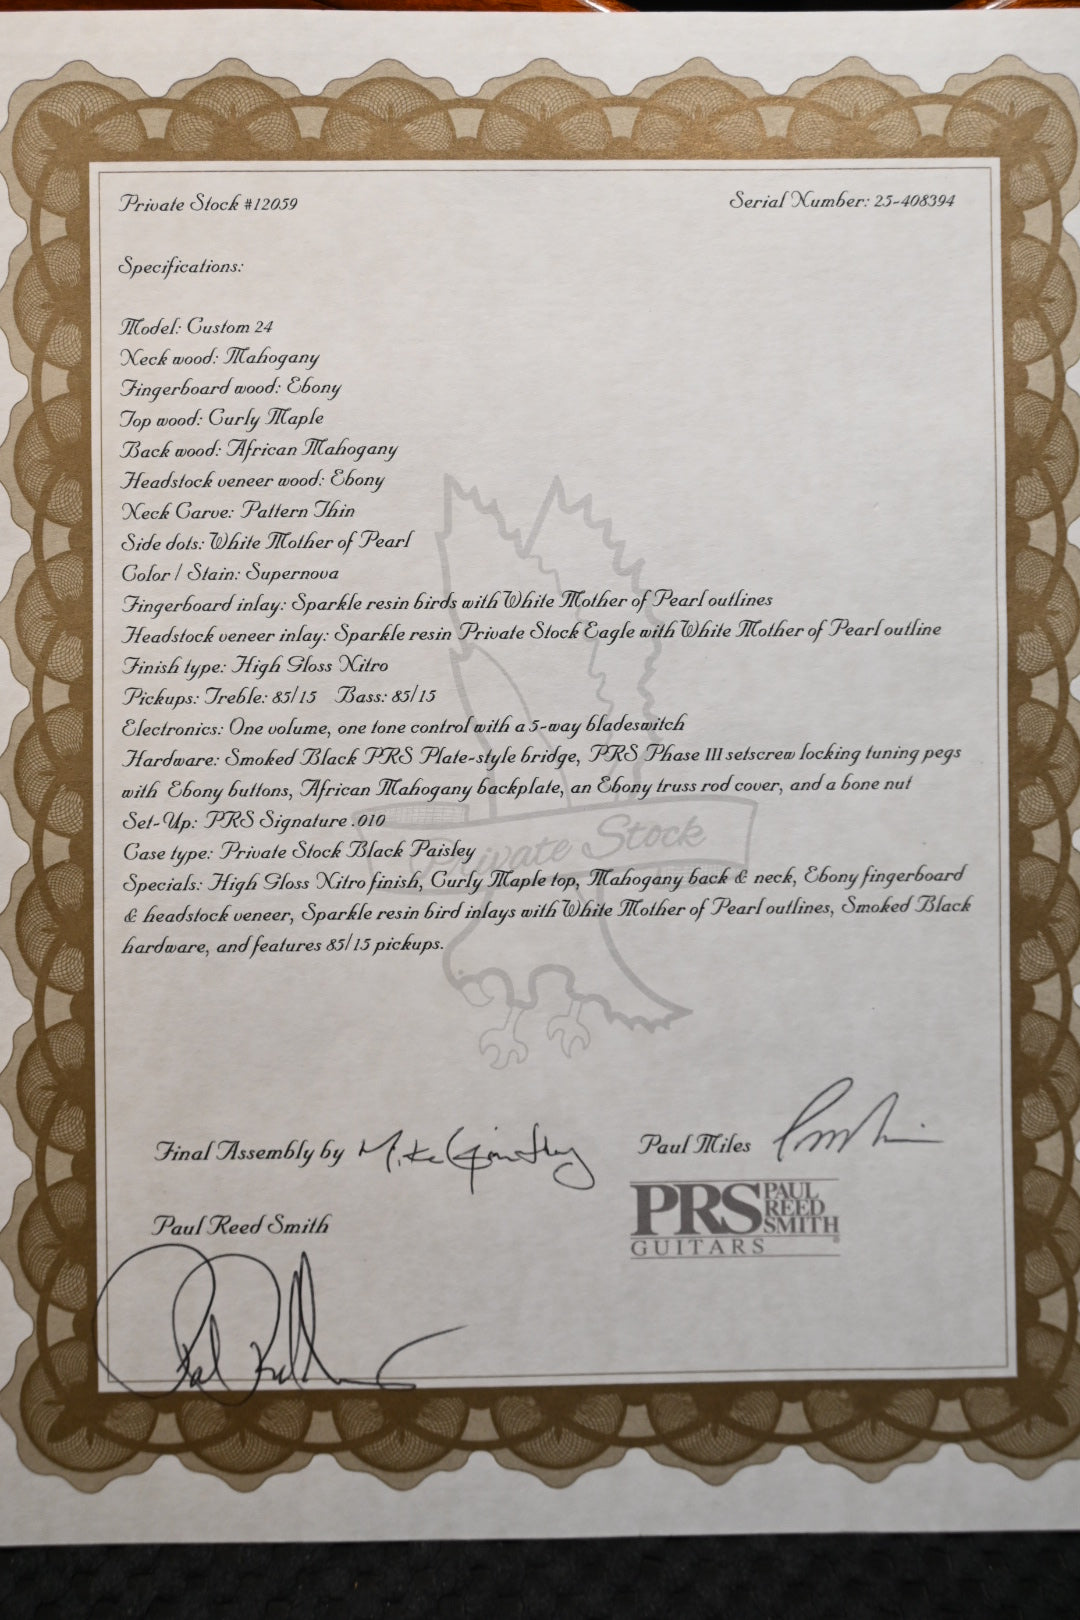 Private Stock #12059
Serial Number: 25-408394
Specifications:
Model: Custom 24
Neck wood: Mahogany
Fingerboard wood: Ebony
Top wood: Curly Maple
Back wood: African Mahogany
Headstock veneer wood: Ebony
Neck Carve: Pattern Thin
Side dots: White Mother of Pearl
Color / Stain: Supernova
Fingerboard inlay: Sparkle resin birds with White Mother of Pearl outlines
Headstock veneer inlay: Sparkle resin Private Stock Eagle with White Mother of Pearl outline
Finish type: High Gloss Nitro
Pickups: Treble: 85/15 Bass: 85/15
Electronics: One volume, one tone control with a 5-way bladeswitch
Hardware: Smoked Black PRS Plate-style bridge, PRS Phase III setscrew locking tuning pegs
with Ebony buttons, African Mahogany backplate, an Ebony truss rod cover, and a bone nut
Set-Up: PRS Signature .010
Private Stock
Case type: Private Stock Black Paisley
Specials: High Gloss Nitro finish, Curly Maple top, Mahogany back & neck, Ebony fingerboard
& headstock veneer, Sparkle resin bird inlays with White Mother of Pearl outlines, Smoked Black
hardware, and features 85/15 pickups.
Final Assembly by Mike
Paul Miles
PRS PAUL REED SMITH
GUITARS
Paul Reed Smith